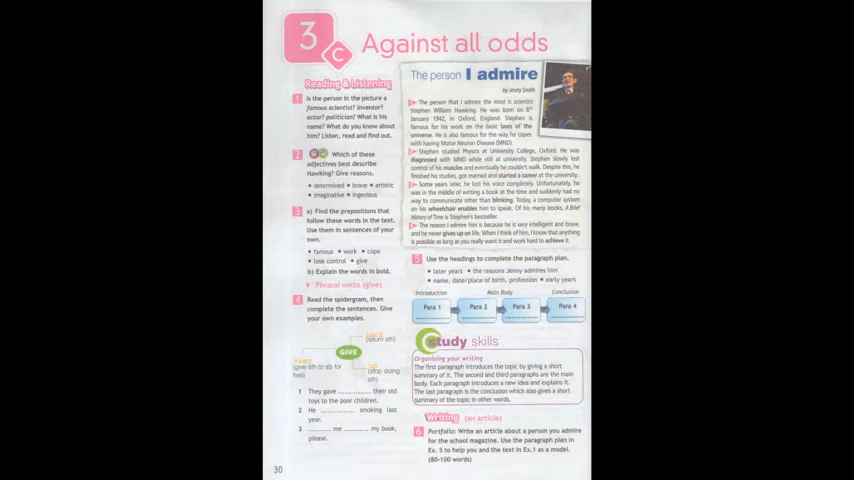 3
C
Against all odds
Reading & Listening
1 Is the person in the picture a
famous scientist? inventor?
actor? politician? What is his
name? What do you know about
him? Listen, read and find out.
2 Which of these
adjectives best describe
Hawking? Give reasons.
• determined • brave • artistic
• imaginative • ingenious
3 a) Find the prepositions that
follow these words in the text.
Use them in sentences of your
own.
• famous • work • cope
• lose control • give
b) Explain the words in bold.
Phrasal verbs (give)
4 Read the spidergram, then
complete the sentences. Give
your own examples.
back
(return sth)
GIVE
away
(give sth to sb for
free)
up
(stop doing
sth)
1 They gave .............. their old
toys to the poor children.
2 He .............. smoking last
year.
3 ......... me .......... my book,
please.
30
The person I admire
by Jenny Smith
The person that I admire the most is scientist
Stephen William Hawking. He was born on 8th
January 1942, in Oxford, England. Stephen is
famous for his work on the basic laws of the
universe. He is also famous for the way he copes
with having Motor Neuron Disease (MND).
Stephen studied Physics at University College, Oxford. He was
diagnosed with MND while still at university. Stephen slowly lost
control of his muscles and eventually he couldn't walk. Despite this, he
finished his studies, got married and started a career at the university.
Some years later, he lost his voice completely. Unfortunately, he
was in the middle of writing a book at the time and suddenly had no
way to communicate other than blinking. Today, a computer system
on his wheelchair enables him to speak. Of his many books, A Brief
History of Time is Stephen's bestseller.
The reason I admire him is because he is very intelligent and brave,
and he never gives up on life. When I think of him, I know that anything
is possible as long as you really want it and work hard to achieve it.
5 Use the headings to complete the paragraph plan.
• later years • the reasons Jenny admires him
• name, date/place of birth, profession • early years
Introduction Main Body Conclusion
Para 1 Para 2 Para 3 Para 4
study skills
Organising your writing
The first paragraph introduces the topic by giving a short
summary of it. The second and third paragraphs are the main
body. Each paragraph introduces a new idea and explains it.
The last paragraph is the conclusion which also gives a short
summary of the topic in other words.
Writing (an article)
6 Portfolio: Write an article about a person you admire
for the school magazine. Use the paragraph plan in
Ex. 5 to help you and the text in Ex.1 as a model.
(80-100 words)